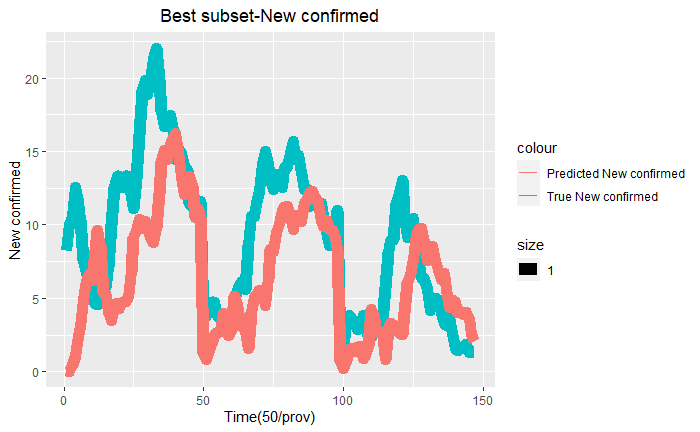 Best subset-New confirmed
New confirmed
20
15
10
5
0
0 50 100 150
Time(50/prov)
colour
Predicted New confirmed
True New confirmed
size
1